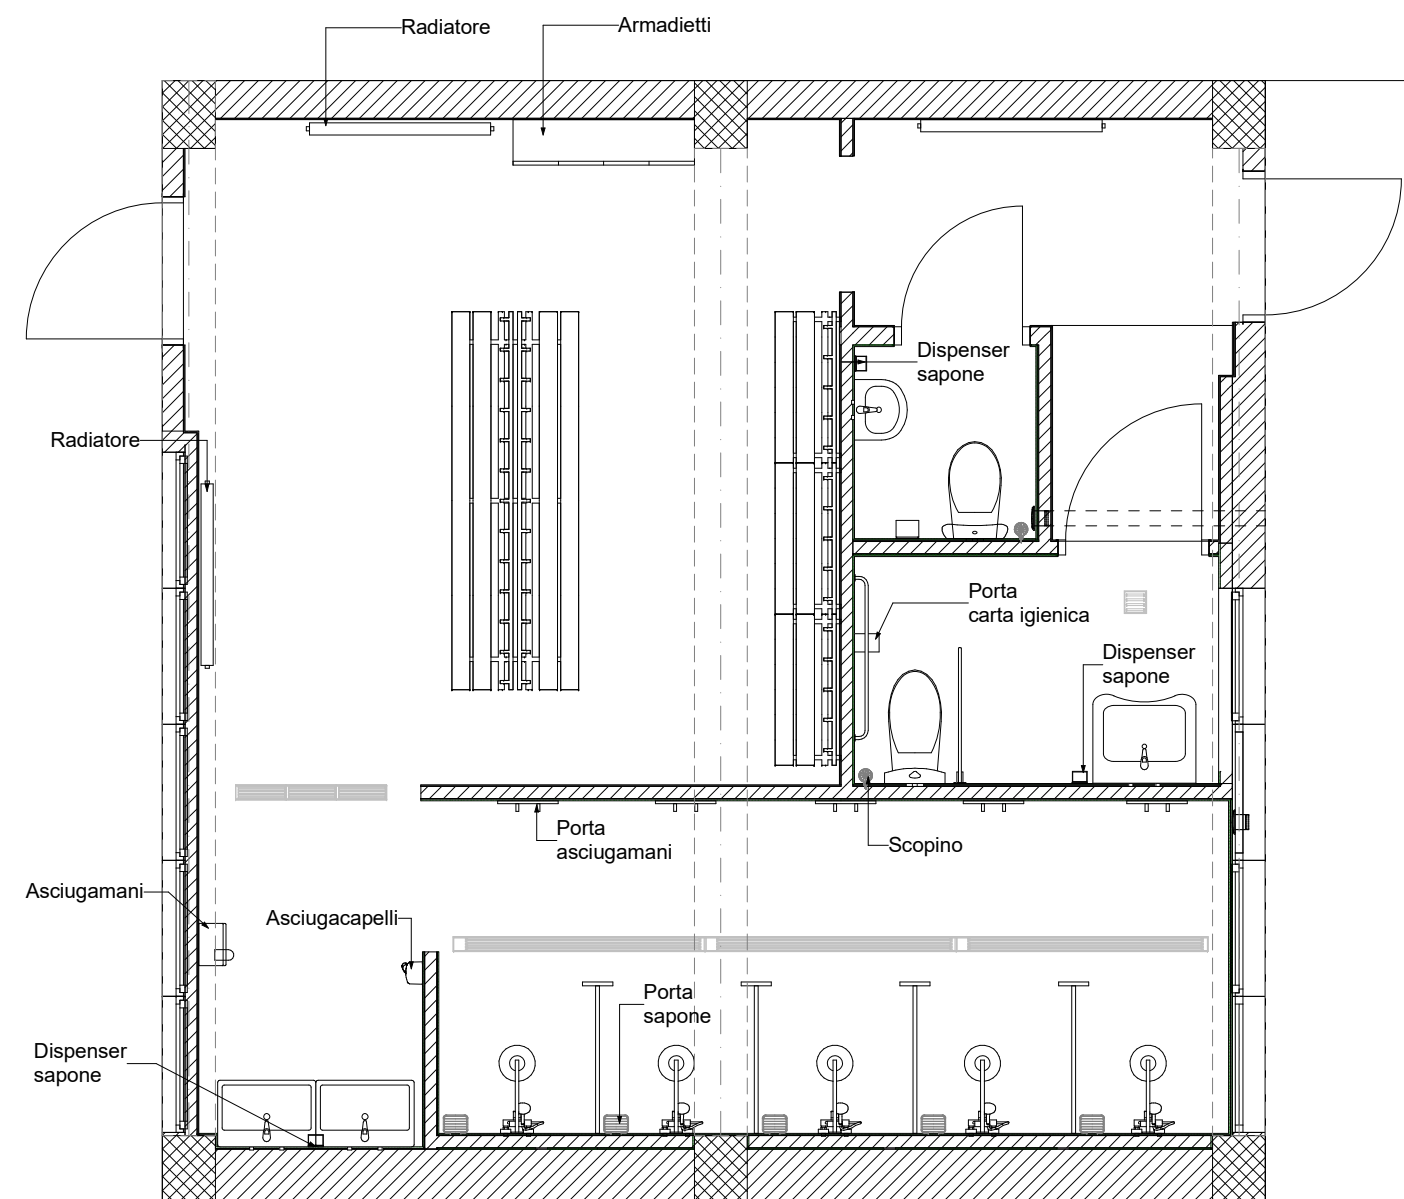 Radiatore
Armadietti
Dispenser
sapone
Radiatore
Porta
carta igienica
Dispenser
sapone
Porta
asciugamani
Scopino
Asciugamani
Asciugacapelli
Porta
sapone
Dispenser
sapone